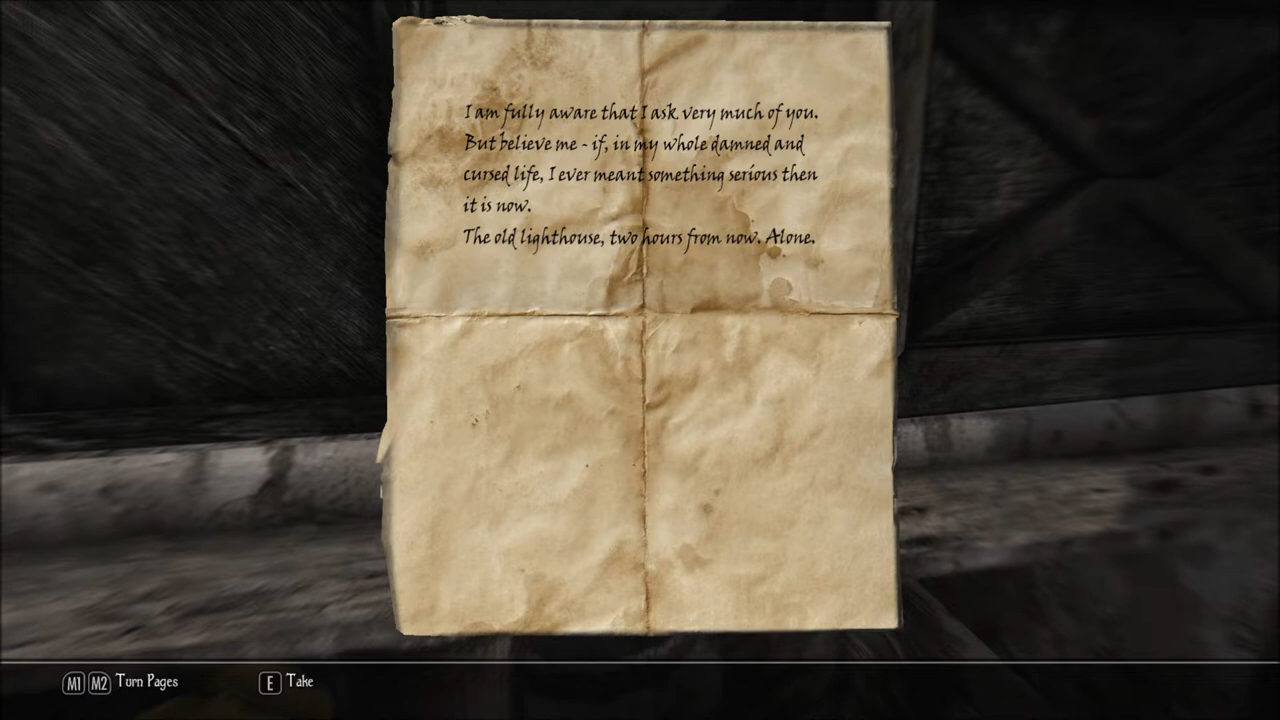 I am fully aware that I ask very much of you.
But believe me - if, in my whole damned and
cursed life, I ever meant something serious then
it is now.
The old lighthouse, two hours from now. Alone.
M1 M2 Turn Pages
E Take